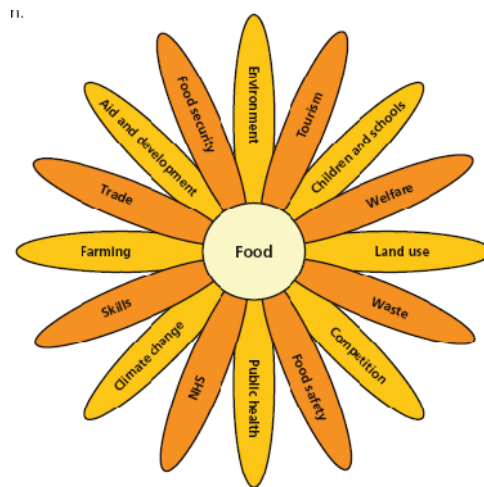 n.
Environment
Tourism
Children and schools
Welfare
Land use
Waste
Competition
Food safety
Public health
NHS
Climate change
Skills
Farming
Trade
Aid and development
Food security
Food